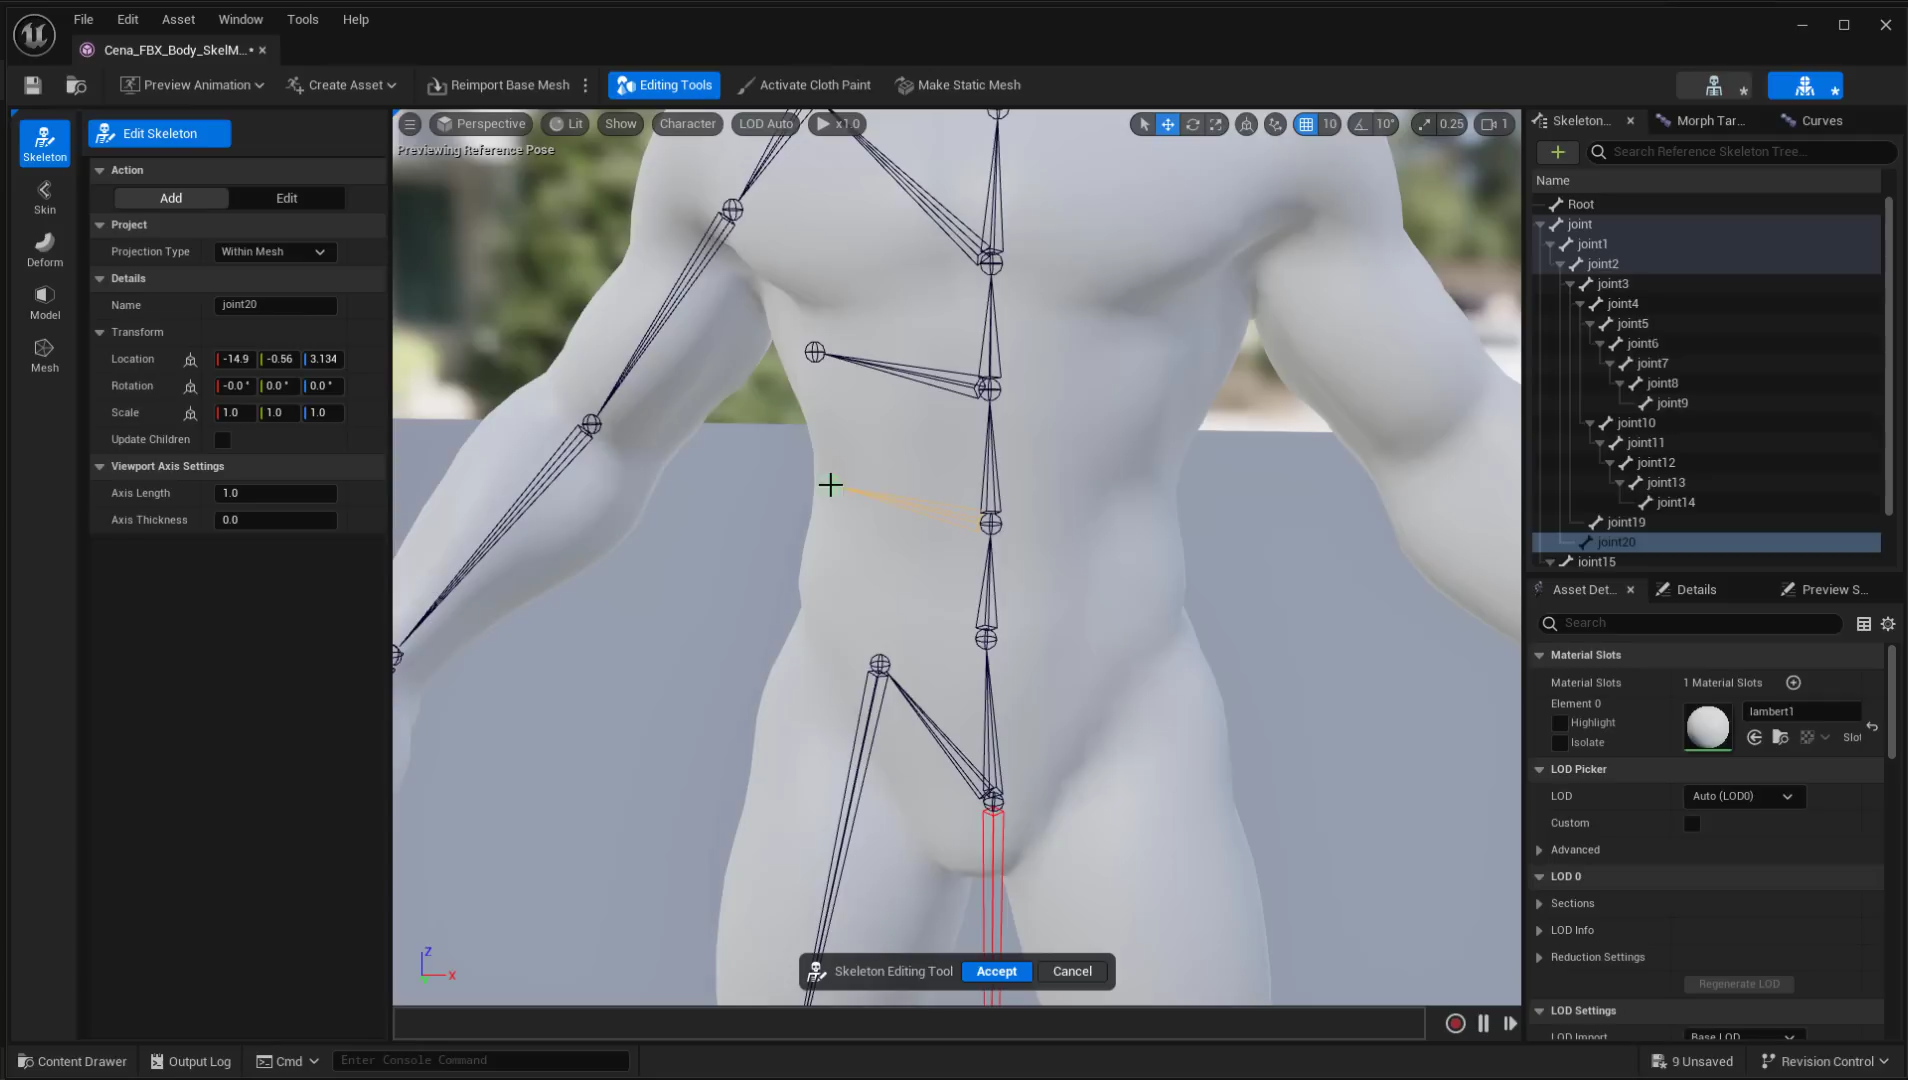 File Edit Asset Window Tools Help
Cena_FBX_Body_SkelM...•
Preview Animation Create Asset Reimport Base Mesh Editing Tools Activate Cloth Paint Make Static Mesh
Skeleton
Skin
Deform
Model
Mesh
Edit Skeleton
Action
Add Edit
Project
Projection Type Within Mesh
Details
Name joint20
Transform
Location -14.9 -0.56 3.134
Rotation -0.0 ° 0.0 ° 0.0 °
Scale 1.0 1.0 1.0
Update Children
Viewport Axis Settings
Axis Length 1.0
Axis Thickness 0.0
Perspective Lit Show Character LOD Auto x1.0 10 10° 0.25 1
Previewing Reference Pose
Z
X
Skeleton Editing Tool Accept Cancel
Skeleton... Morph Tar... Curves
Search Reference Skeleton Tree...
Name
Root
joint
joint1
joint2
joint3
joint4
joint5
joint6
joint7
joint8
joint9
joint10
joint11
joint12
joint13
joint14
joint19
joint20
joint15
Asset Det... Details Preview S...
Search
Material Slots
Material Slots 1 Material Slots
Element 0
Highlight
Isolate
lambert1
Slot
LOD Picker
LOD Auto (LOD0)
Custom
Advanced
LOD 0
Sections
LOD Info
Reduction Settings
Regenerate LOD
LOD Settings
LOD Import Base LOD
Content Drawer Output Log Cmd Enter Console Command 9 Unsaved Revision Control